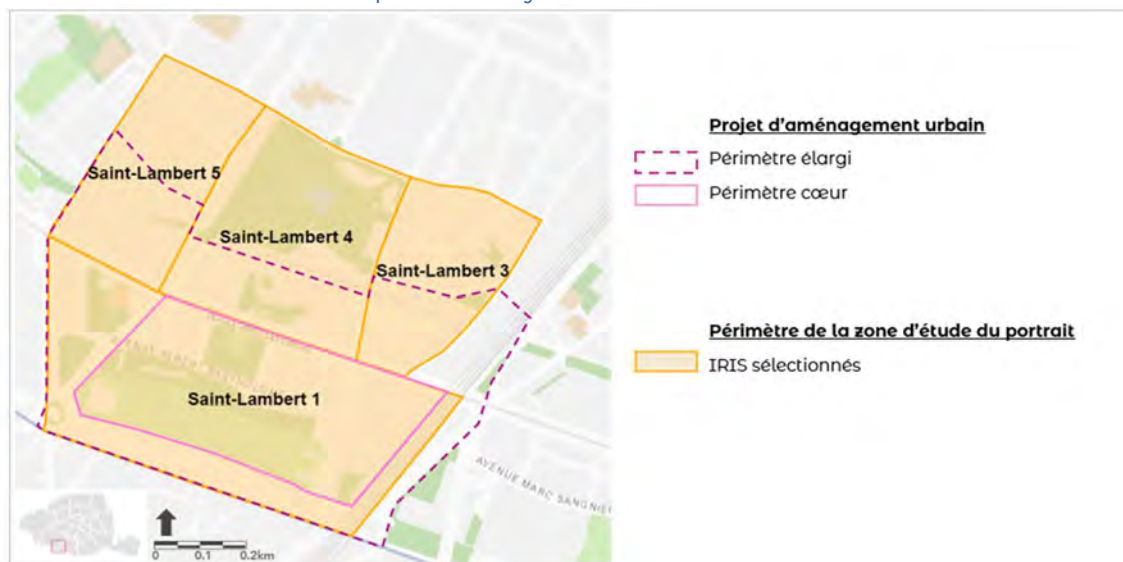 Projet d'aménagement urbain
Périmètre élargi
Périmètre cœur
Périmètre de la zone d'étude du portrait
IRIS sélectionnés
Saint-Lambert 5
Saint-Lambert 4
Saint-Lambert 3
Saint-Lambert 1
AVENUE MARC SANGNIER
0 0.1 0.2km